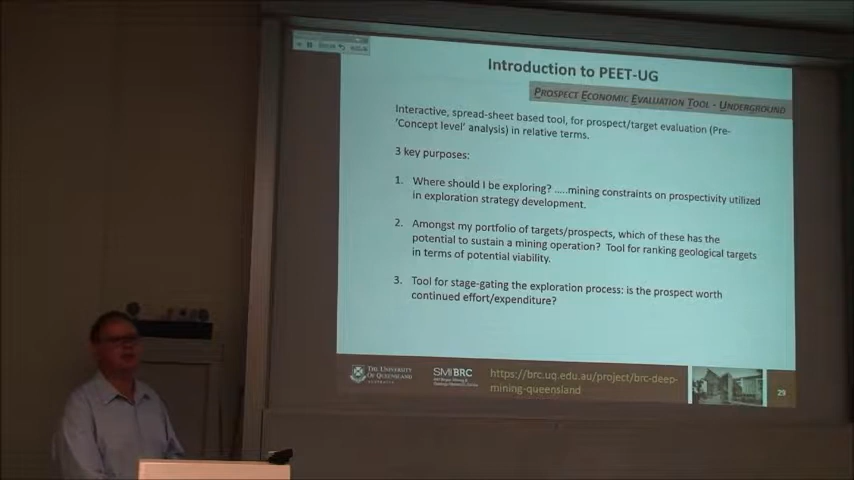 Introduction to PEET-UG
PROSPECT ECONOMIC EVALUATION TOOL - UNDERGROUND
Interactive, spread-sheet based tool, for prospect/target evaluation (Pre-
'Concept level' analysis) in relative terms.
3 key purposes:
1. Where should I be exploring? .....mining constraints on prospectivity utilized
in exploration strategy development.
2. Amongst my portfolio of targets/prospects, which of these has the
potential to sustain a mining operation? Tool for ranking geological targets
in terms of potential viability.
3. Tool for stage-gating the exploration process: is the prospect worth
continued effort/expenditure?
THE UNIVERSITY
OF QUEENSLAND
AUSTRALIA
SMIBRC
https://brc.uq.edu.au/project/brc-deep-
mining-queensland
29